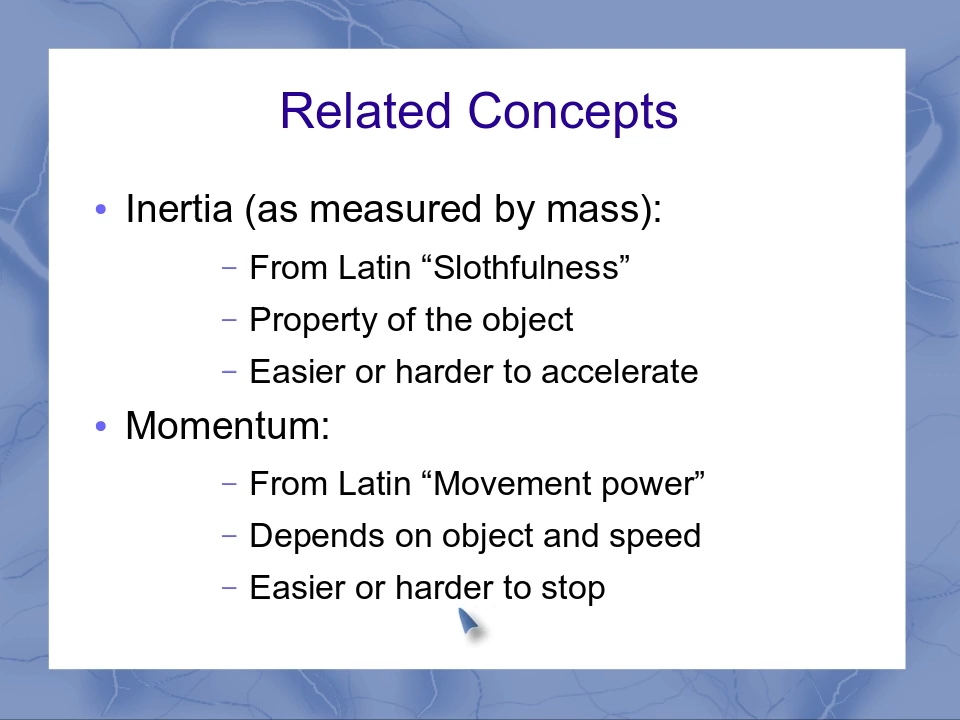 Related Concepts
• Inertia (as measured by mass):
– From Latin “Slothfulness”
– Property of the object
– Easier or harder to accelerate
• Momentum:
– From Latin “Movement power”
– Depends on object and speed
– Easier or harder to stop